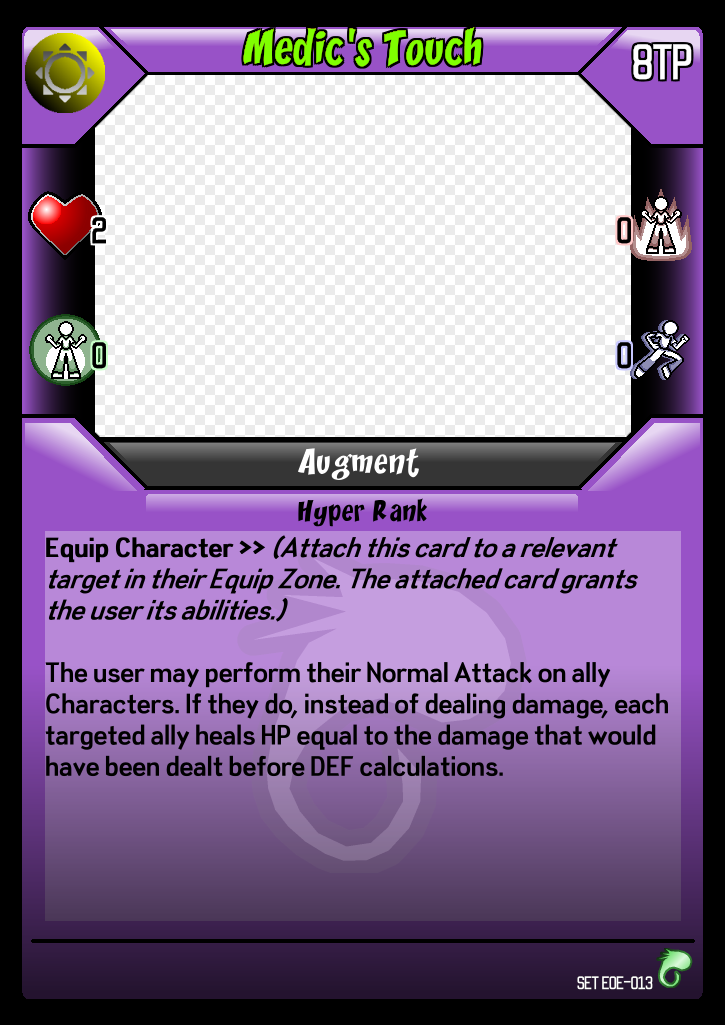 Medic's Touch
8TP
2
0
0
0
Augment
Hyper Rank
Equip Character >> (Attach this card to a relevant
target in their Equip Zone. The attached card grants
the user its abilities.)
The user may perform their Normal Attack on ally
Characters. If they do, instead of dealing damage, each
targeted ally heals HP equal to the damage that would
have been dealt before DEF calculations.
SET EOE-013